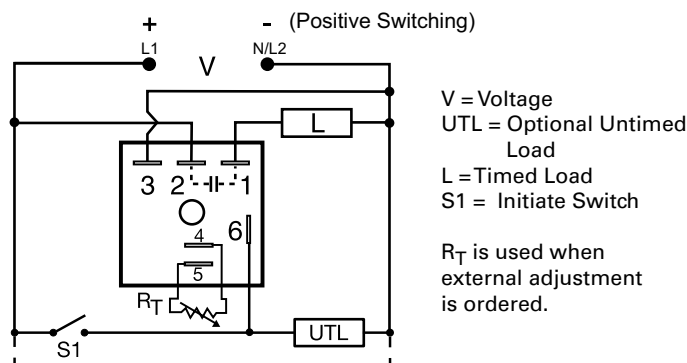 + - (Positive Switching)
L1 N/L2
V
L
3 2 1
6
4
5
RT
S1
UTL
V = Voltage
UTL = Optional Untimed
Load
L = Timed Load
S1 = Initiate Switch
RT is used when
external adjustment
is ordered.